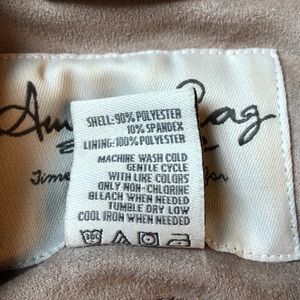 SHELL: 90% POLYESTER
10% SPANDEX
LINING: 100% POLYESTER
MACHINE WASH COLD
GENTLE CYCLE
WITH LIKE COLORS
ONLY NON-CHLORINE
BLEACH WHEN NEEDED
TUMBLE DRY LOW
COOL IRON WHEN NEEDED